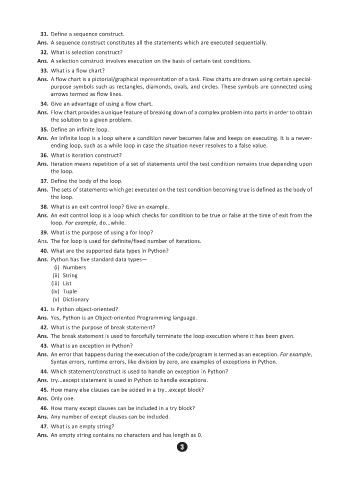 31. Define a sequence construct.
Ans. A sequence construct constitutes all the statements which are executed sequentially.
32. What is selection construct?
Ans. A selection construct involves execution on the basis of certain test conditions.
33. What is a flow chart?
Ans. A flow chart is a pictorial/graphical representation of a task. Flow charts are drawn using certain special-
purpose symbols such as rectangles, diamonds, ovals, and circles. These symbols are connected using
arrows termed as flow lines.
34. Give an advantage of using a flow chart.
Ans. Flow chart provides a unique feature of breaking down of a complex problem into parts in order to obtain
the solution to a given problem.
35. Define an infinite loop.
Ans. An infinite loop is a loop where a condition never becomes false and keeps on executing. It is a never-
ending loop, such as a while loop in case the situation never resolves to a false value.
36. What is iteration construct?
Ans. Iteration means repetition of a set of statements until the test condition remains true depending upon
the loop.
37. Define the body of the loop.
Ans. The sets of statements which get executed on the test condition becoming true is defined as the body of
the loop.
38. What is an exit control loop? Give an example.
Ans. An exit control loop is a loop which checks for condition to be true or false at the time of exit from the
loop. For example, do…while.
39. What is the purpose of using a for loop?
Ans. The for loop is used for definite/fixed number of iterations.
40. What are the supported data types in Python?
Ans. Python has five standard data types—
(i) Numbers
(ii) String
(iii) List
(iv) Tuple
(v) Dictionary
41. Is Python object-oriented?
Ans. Yes, Python is an Object-oriented Programming language.
42. What is the purpose of break statement?
Ans. The break statement is used to forcefully terminate the loop execution where it has been given.
43. What is an exception in Python?
Ans. An error that happens during the execution of the code/program is termed as an exception. For example,
Syntax errors, runtime errors, like division by zero, are examples of exceptions in Python.
44. Which statement/construct is used to handle an exception in Python?
Ans. try…except statement is used in Python to handle exceptions.
45. How many else clauses can be added in a try…except block?
Ans. Only one.
46. How many except clauses can be included in a try block?
Ans. Any number of except clauses can be included.
47. What is an empty string?
Ans. An empty string contains no characters and has length as 0.
3